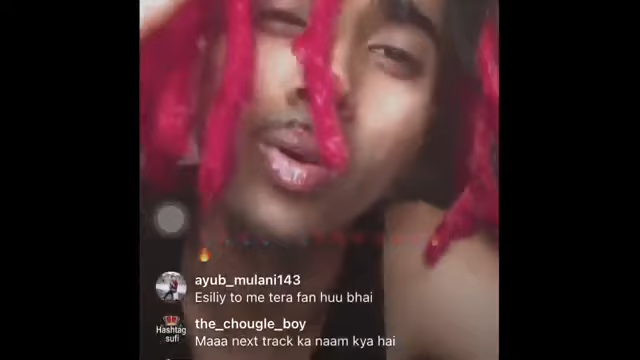 ayub_mulani143
Esiliy to me tera fan huu bhai
the_chougle_boy
Hashtag
sufi
Maaa next track ka naam kya hai